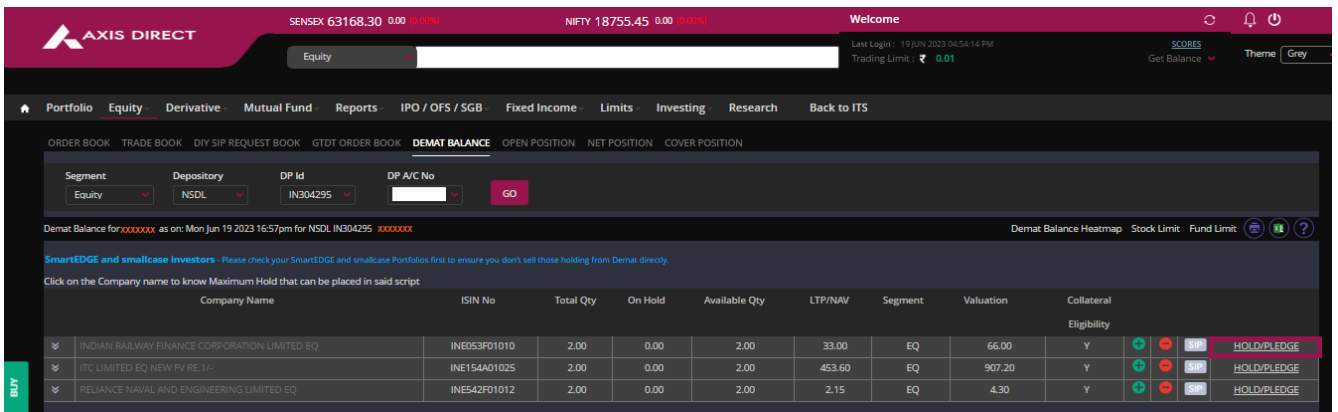 AXIS DIRECT
SENSEX 63168.30 0.00 (0.00%)
NIFTY 18755.45 0.00 (0.00%)
Welcome
Equity
Last Login : 19 JUN 2023 04:54:14 PM
Trading Limit : ₹ 0.01
SCORES
Get Balance
Theme Grey
Portfolio Equity Derivative Mutual Fund Reports IPO / OFS / SGB Fixed Income Limits Investing Research Back to ITS
ORDER BOOK TRADE BOOK DIY SIP REQUEST BOOK GTDT ORDER BOOK DEMAT BALANCE OPEN POSITION NET POSITION COVER POSITION
Segment Depository DP Id DP A/C No
Equity NSDL IN304295 GO
Demat Balance for xxxxxxx as on: Mon Jun 19 2023 16:57pm for NSDL IN304295 xxxxxxx
Demat Balance Heatmap Stock Limit Fund Limit ?
SmartEDGE and smallcase investors - Please check your SmartEDGE and smallcase Portfolios first to ensure you don't sell those holding from Demat directly.
Click on the Company name to know Maximum Hold that can be placed in said script
Company Name ISIN No Total Qty On Hold Available Qty LTP/NAV Segment Valuation Collateral Eligibility
INDIAN RAILWAY FINANCE CORPORATION LIMITED EQ INE053F01010 2.00 0.00 2.00 33.00 EQ 66.00 Y SIP HOLD/PLEDGE
ITC LIMITED EQ NEW FV RE.1/- INE154A01025 2.00 0.00 2.00 453.60 EQ 907.20 Y SIP HOLD/PLEDGE
RELIANCE NAVAL AND ENGINEERING LIMITED EQ INE542F01012 2.00 0.00 2.00 2.15 EQ 4.30 Y SIP HOLD/PLEDGE
BUY